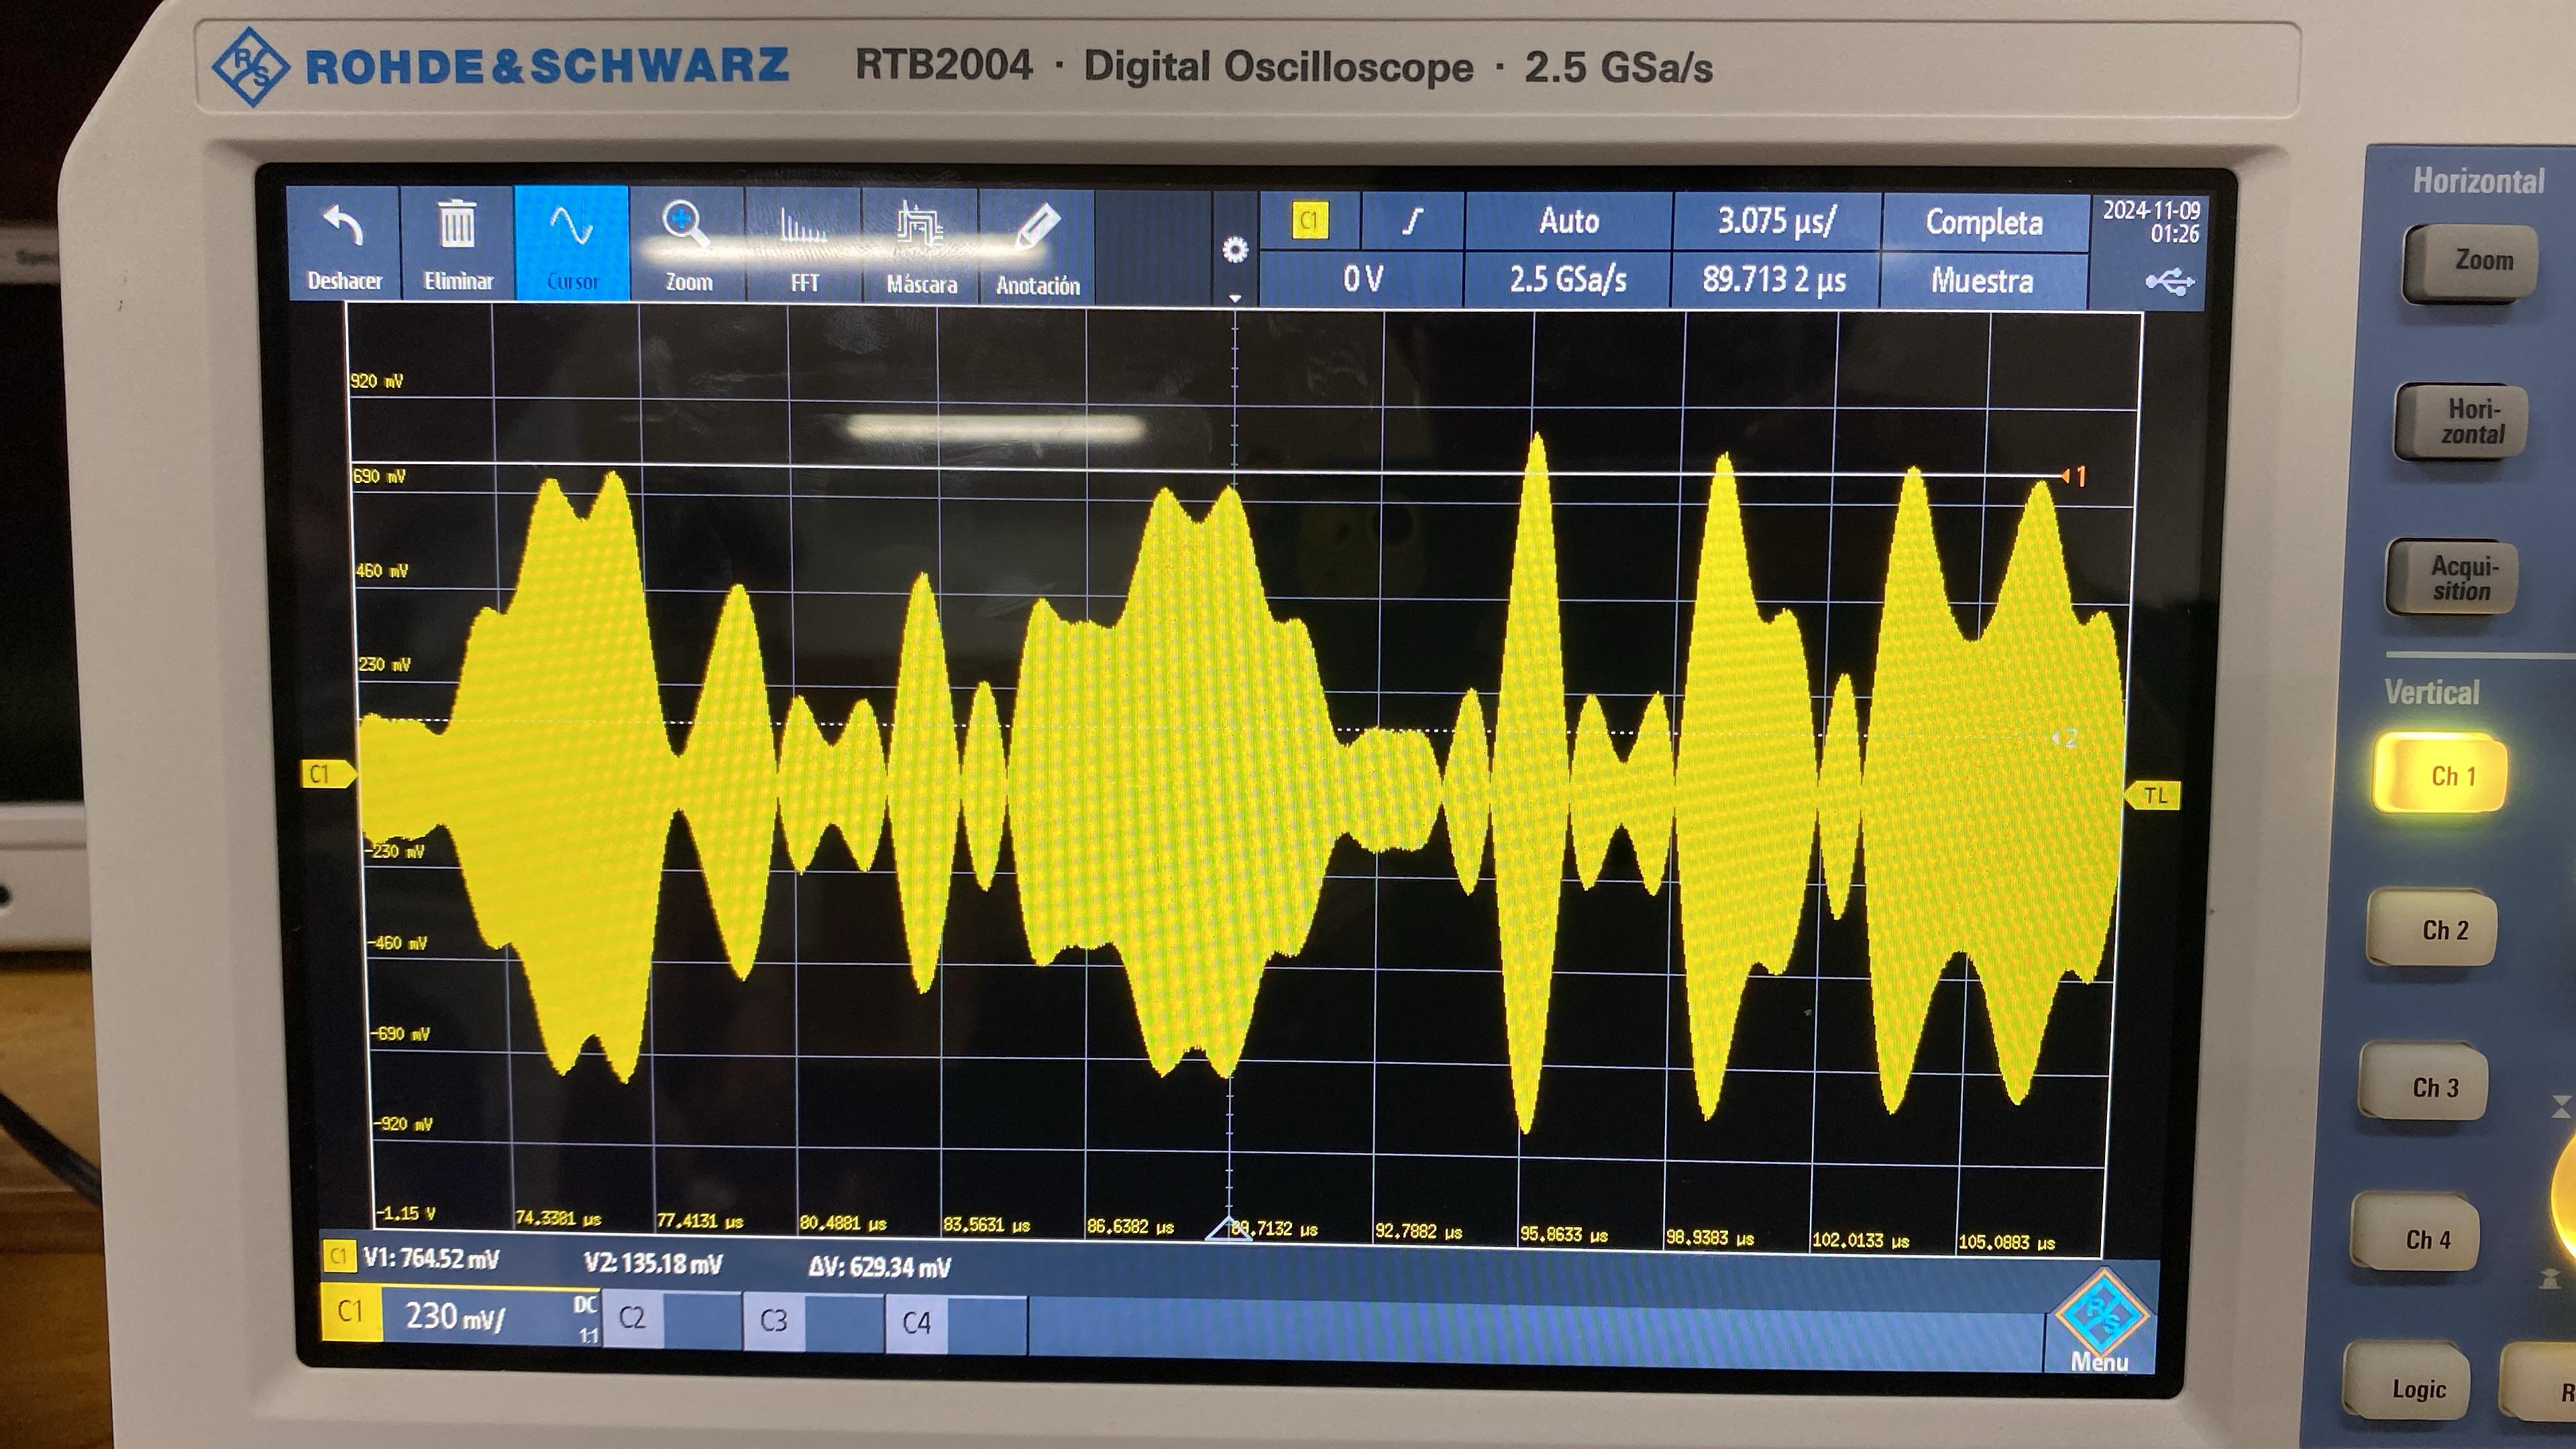 ROHDE & SCHWARZ RTB2004 · Digital Oscilloscope · 2.5 GSa/s
Horizontal
Deshacer Eliminar Cursor Zoom FFT Máscara Anotación
C1 Auto 3.075 µs/ Completa 2024-11-09
01:26
0 V 2.5 GSa/s 89.713 2 µs Muestra
Zoom
Hori-
zontal
Acqui-
sition
Vertical
Ch 1
Ch 2
Ch 3
Ch 4
Logic
920 mV
690 mV
1
460 mV
230 mV
2
C1
TL
-230 mV
-460 mV
-690 mV
-920 mV
-1.15 V 74.3381 µs 77.4131 µs 80.4881 µs 83.5631 µs 86.6382 µs 89.7132 µs 92.7882 µs 95.8633 µs 98.9383 µs 102.0133 µs 105.0883 µs
C1 V1: 764.52 mV V2: 135.18 mV ΔV: 629.34 mV
C1 230 mV/ DC 1:1 C2 C3 C4
R S
Menu